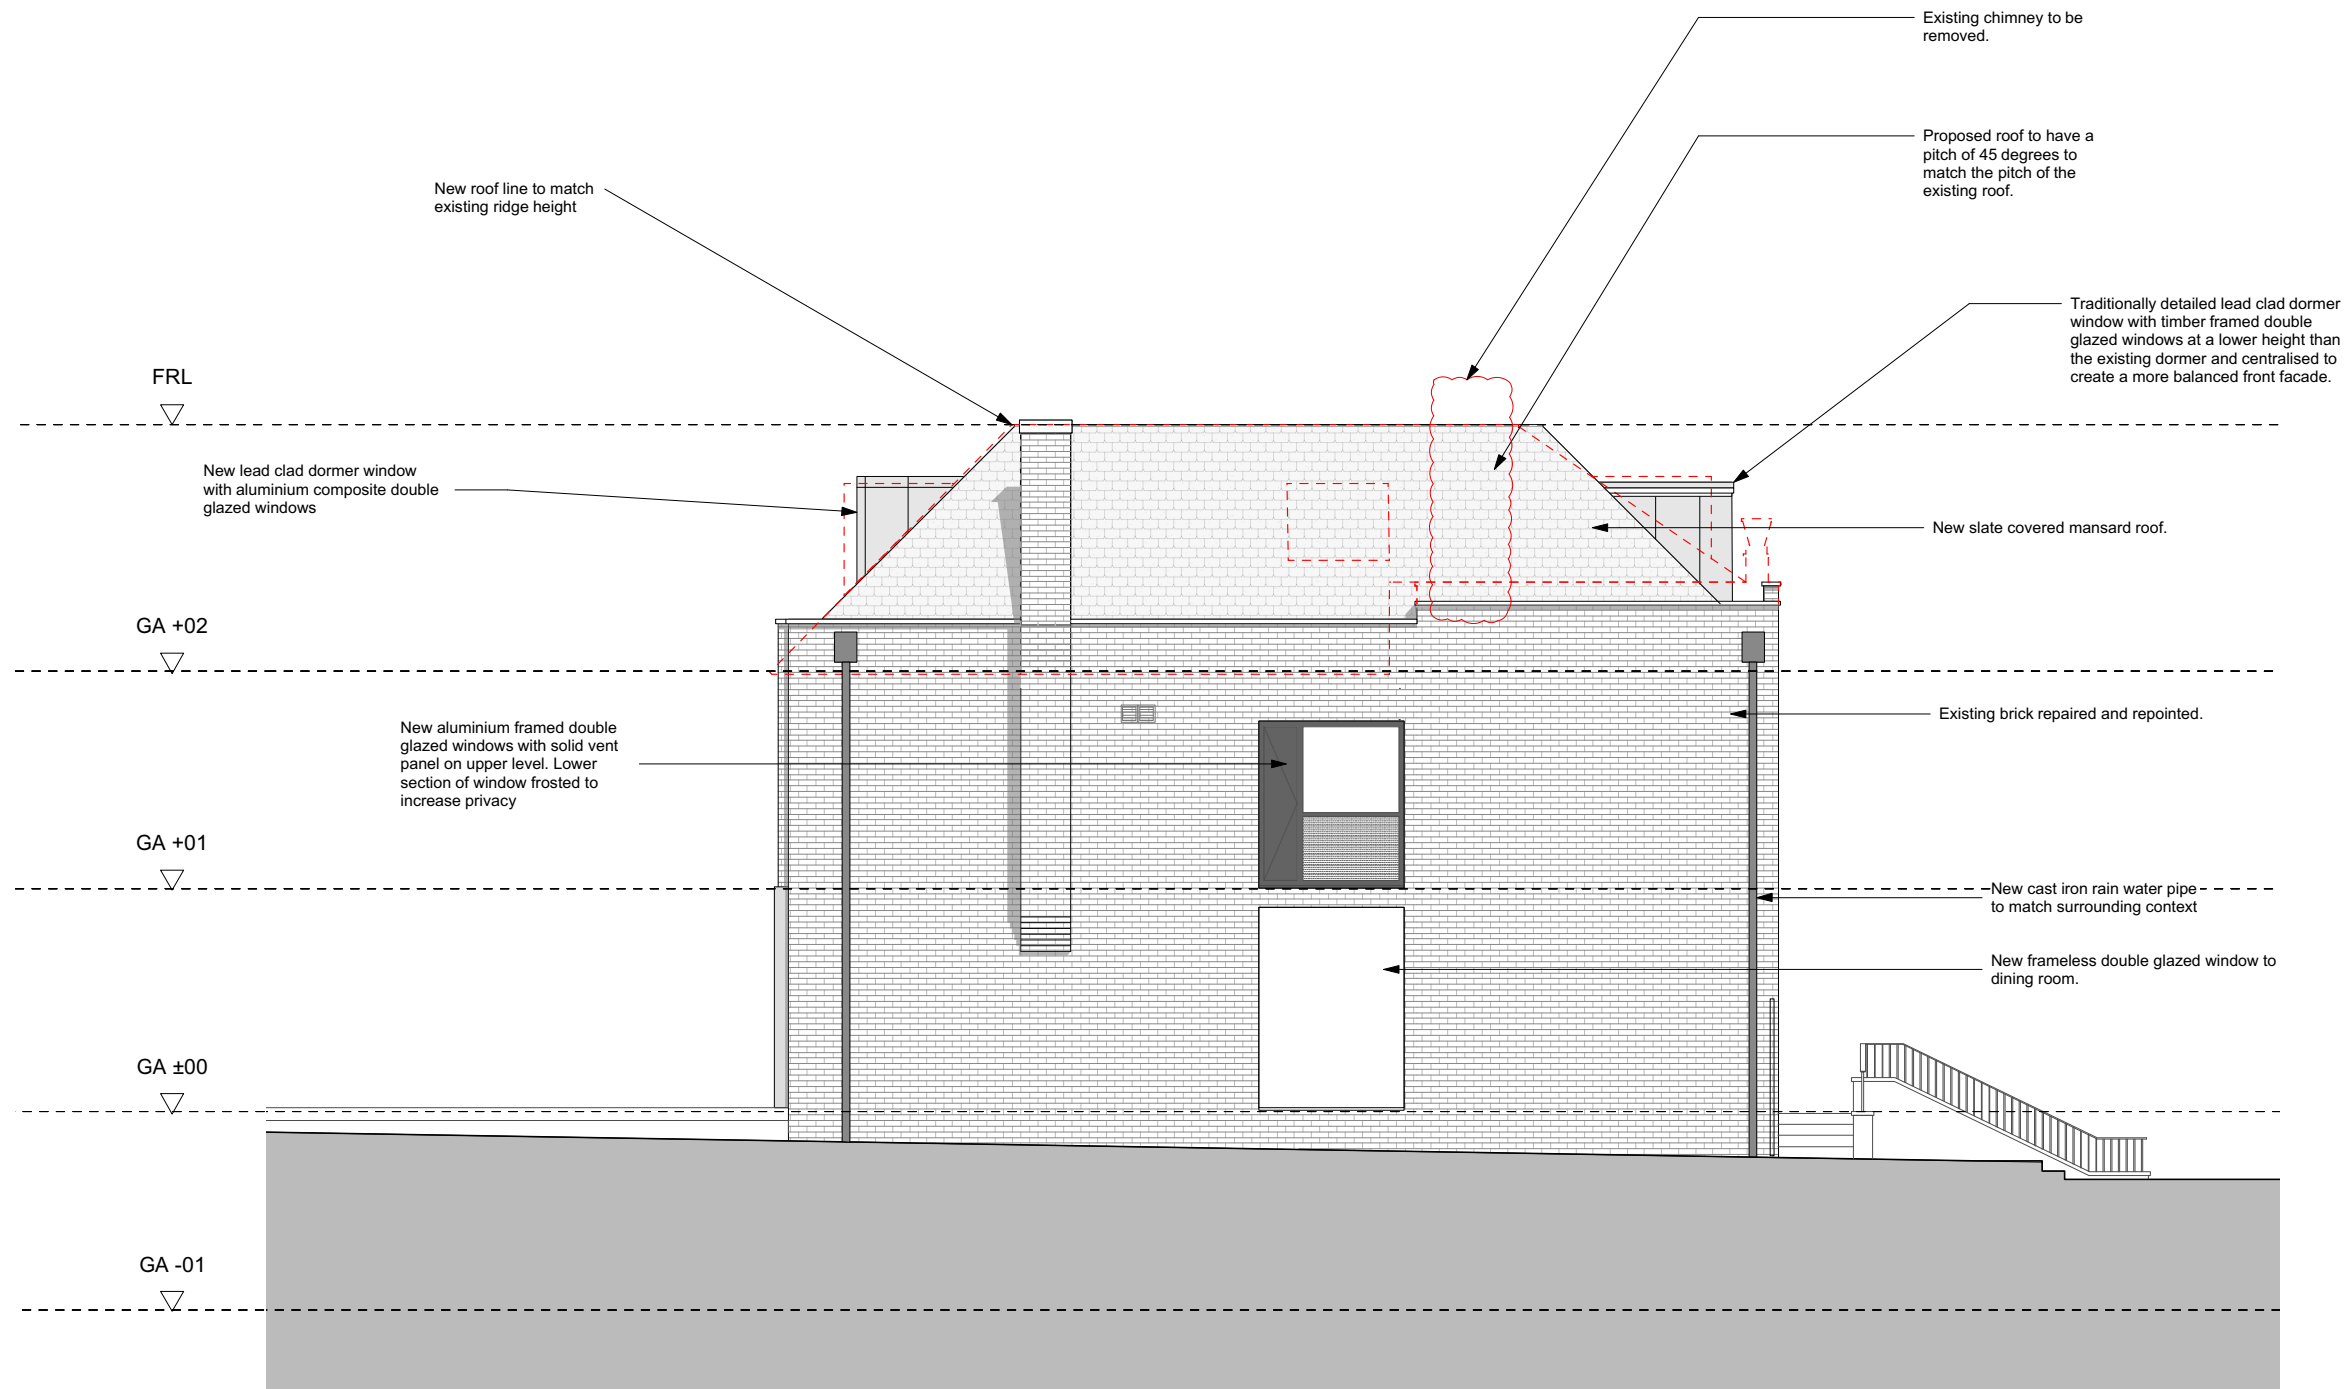 Existing chimney to be
removed.
Proposed roof to have a
pitch of 45 degrees to
match the pitch of the
existing roof.
New roof line to match
existing ridge height
Traditionally detailed lead clad dormer
window with timber framed double
glazed windows at a lower height than
the existing dormer and centralised to
create a more balanced front facade.
FRL
New lead clad dormer window
with aluminium composite double
glazed windows
New slate covered mansard roof.
GA +02
Existing brick repaired and repointed.
New aluminium framed double
glazed windows with solid vent
panel on upper level. Lower
section of window frosted to
increase privacy
GA +01
New cast iron rain water pipe
to match surrounding context
New frameless double glazed window to
dining room.
GA ±00
GA -01